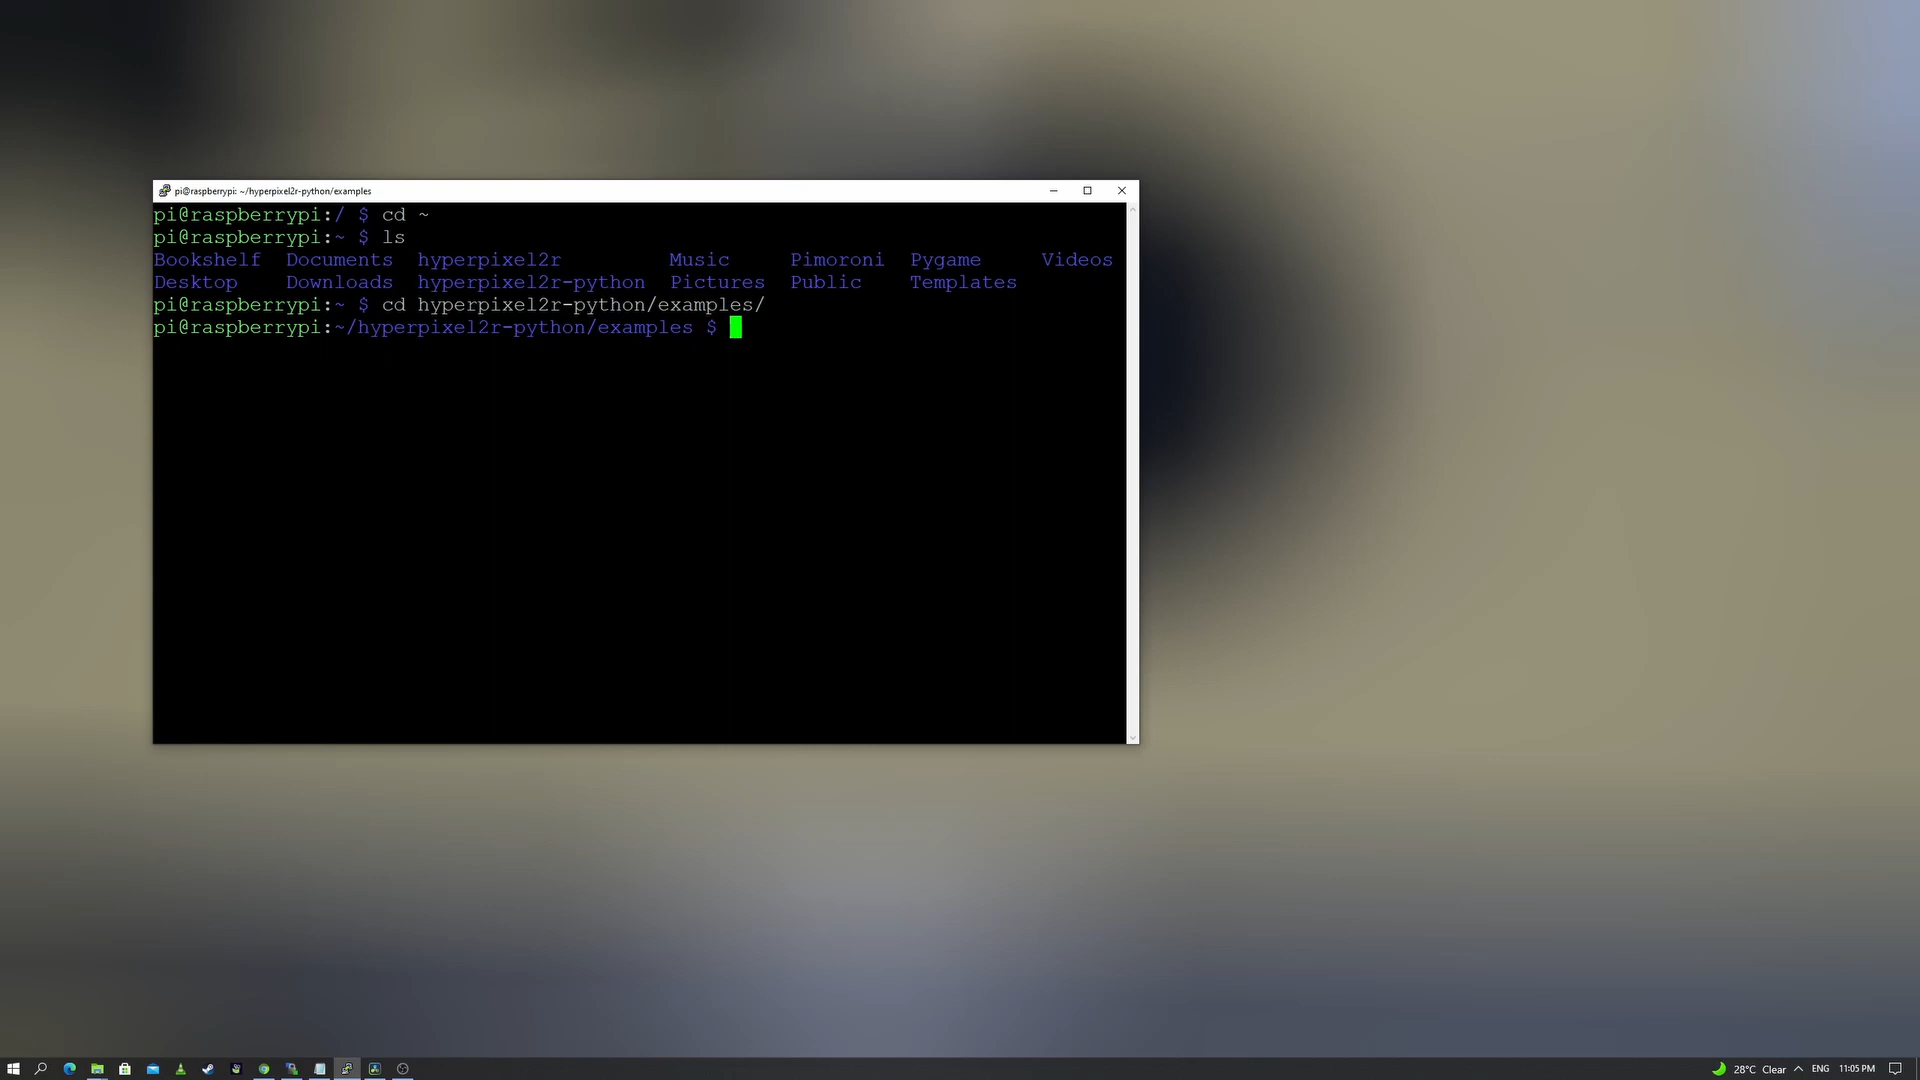 pi@raspberrypi: ~/hyperpixel2r-python/examples
pi@raspberrypi:/ $ cd ~
pi@raspberrypi:~ $ ls
Bookshelf Documents hyperpixel2r Music Pimoroni Pygame Videos
Desktop Downloads hyperpixel2r-python Pictures Public Templates
pi@raspberrypi:~ $ cd hyperpixel2r-python/examples/
pi@raspberrypi:~/hyperpixel2r-python/examples $
28°C Clear ENG 11:05 PM